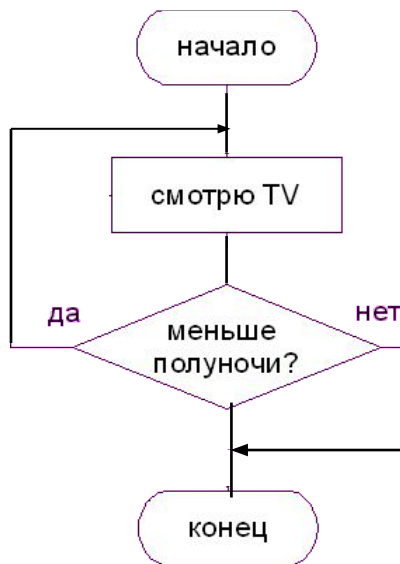 начало
смотрю TV
да
нет
меньше
полуночи?
конец